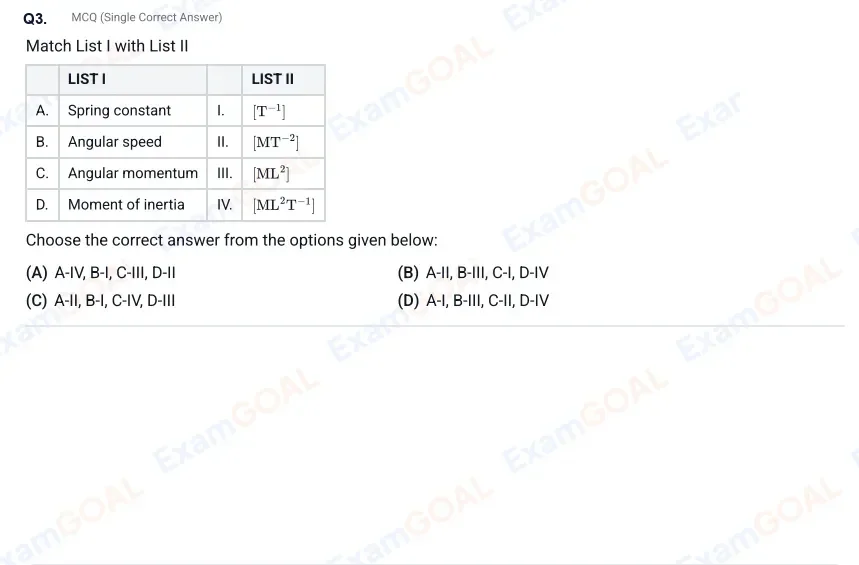 Q3. MCQ (Single Correct Answer)
Match List I with List II
LIST I LIST II
A. Spring constant I. [T⁻¹]
B. Angular speed II. [MT⁻²]
C. Angular momentum III. [ML²]
D. Moment of inertia IV. [ML²T⁻¹]
Choose the correct answer from the options given below:
(A) A-IV, B-I, C-III, D-II (B) A-II, B-III, C-I, D-IV
(C) A-II, B-I, C-IV, D-III (D) A-I, B-III, C-II, D-IV
ExamGOAL